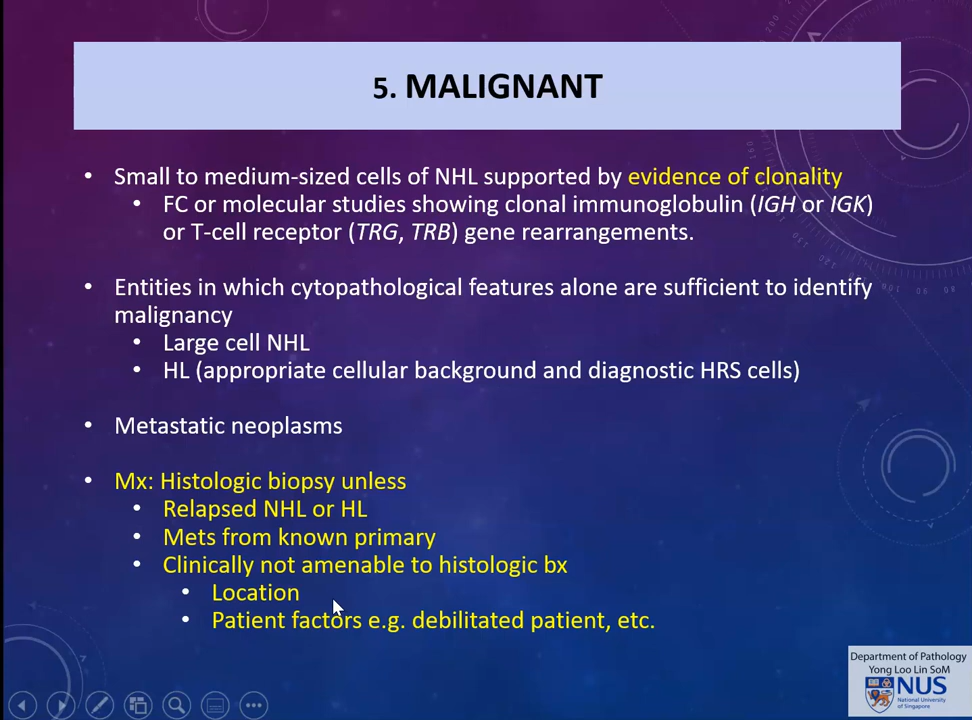 5. MALIGNANT
• Small to medium-sized cells of NHL supported by evidence of clonality
• FC or molecular studies showing clonal immunoglobulin (IGH or IGK)
or T-cell receptor (TRG, TRB) gene rearrangements.
• Entities in which cytopathological features alone are sufficient to identify
malignancy
• Large cell NHL
• HL (appropriate cellular background and diagnostic HRS cells)
• Metastatic neoplasms
• Mx: Histologic biopsy unless
• Relapsed NHL or HL
• Mets from known primary
• Clinically not amenable to histologic bx
• Location
• Patient factors e.g. debilitated patient, etc.
Department of Pathology
Yong Loo Lin SoM
NUS
National University
of Singapore